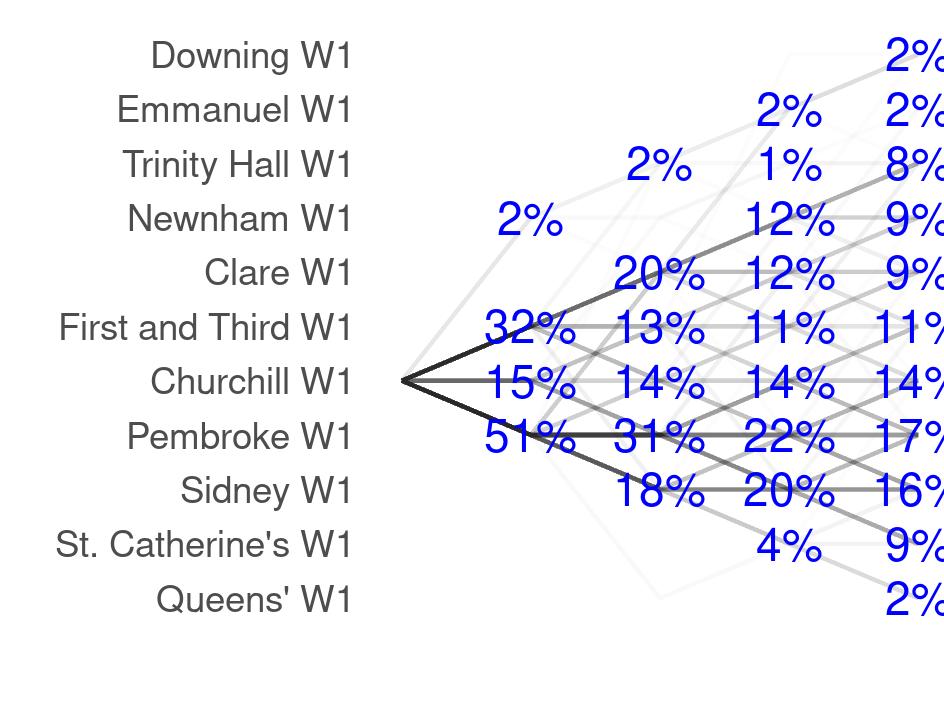 Downing W1 2%
Emmanuel W1 2% 2%
Trinity Hall W1 2% 1% 8%
Newnham W1 2% 12% 9%
Clare W1 20% 12% 9%
First and Third W1 32% 13% 11% 11%
Churchill W1 15% 14% 14% 14%
Pembroke W1 51% 31% 22% 17%
Sidney W1 18% 20% 16%
St. Catherine's W1 4% 9%
Queens' W1 2%